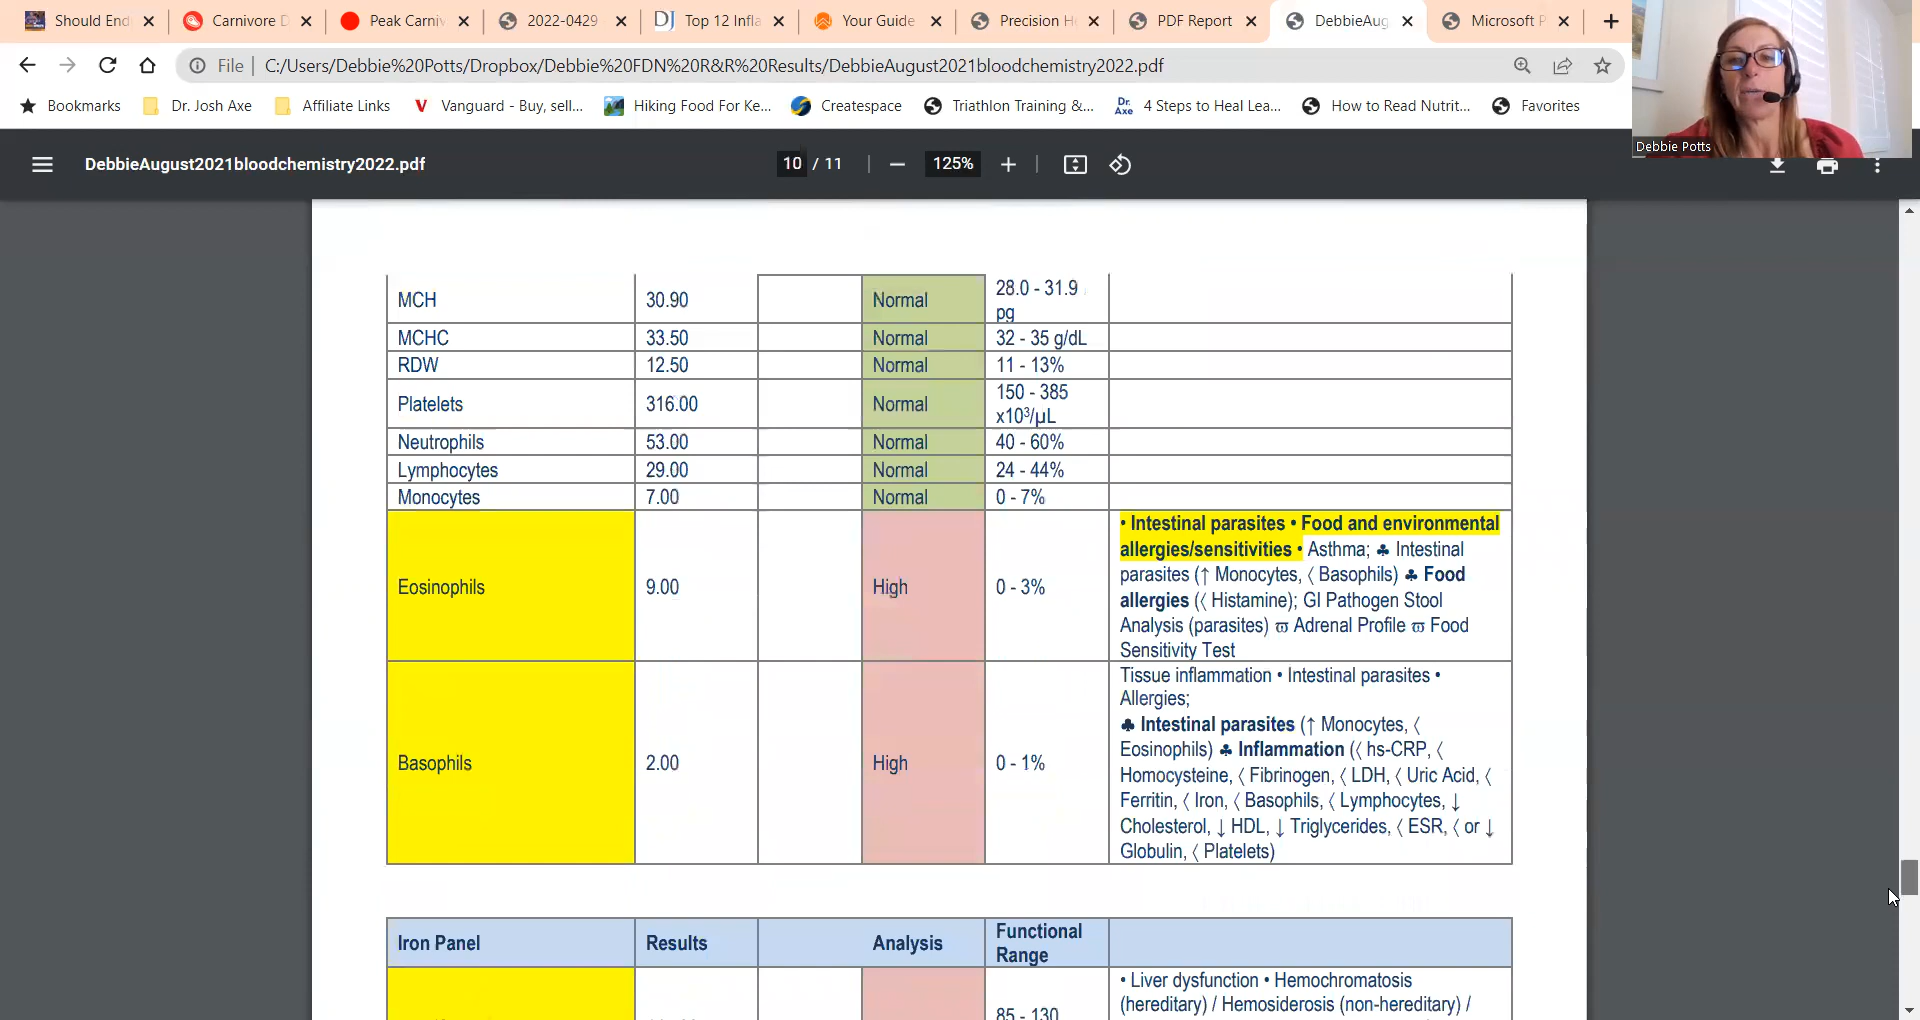 Should End
Carnivore D
Peak Carni
2022-0429
DJ Top 12 Infla
Your Guide
Precision H
PDF Report
DebbieAug
Microsoft P
File C:/Users/Debbie%20Potts/Dropbox/Debbie%20FDN%20R&R%20Results/DebbieAugust2021bloodchemistry2022.pdf
Bookmarks
Dr. Josh Axe
Affiliate Links
Vanguard - Buy, sell...
Hiking Food For Ke...
Createspace
Triathlon Training &...
Dr. Axe 4 Steps to Heal Lea...
How to Read Nutrit...
Favorites
Debbie Potts
DebbieAugust2021bloodchemistry2022.pdf
10 / 11
125%
MCH 30.90 Normal 28.0 - 31.9 pg
MCHC 33.50 Normal 32 - 35 g/dL
RDW 12.50 Normal 11 - 13%
Platelets 316.00 Normal 150 - 385 x10³/µL
Neutrophils 53.00 Normal 40 - 60%
Lymphocytes 29.00 Normal 24 - 44%
Monocytes 7.00 Normal 0 - 7%
Eosinophils 9.00 High 0 - 3%
• Intestinal parasites • Food and environmental
allergies/sensitivities • Asthma; ♣ Intestinal
parasites (↑ Monocytes, 〈 Basophils) ♣ Food
allergies (〈 Histamine); GI Pathogen Stool
Analysis (parasites) ϖ Adrenal Profile ϖ Food
Sensitivity Test
Basophils 2.00 High 0 - 1%
Tissue inflammation • Intestinal parasites •
Allergies;
♣ Intestinal parasites (↑ Monocytes, 〈
Eosinophils) ♣ Inflammation (〈 hs-CRP, 〈
Homocysteine, 〈 Fibrinogen, 〈 LDH, 〈 Uric Acid, 〈
Ferritin, 〈 Iron, 〈 Basophils, 〈 Lymphocytes, ↓
Cholesterol, ↓ HDL, ↓ Triglycerides, 〈 ESR, 〈 or ↓
Globulin, 〈 Platelets)
Iron Panel Results Analysis Functional Range
85 - 130
• Liver dysfunction • Hemochromatosis
(hereditary) / Hemosiderosis (non-hereditary) /